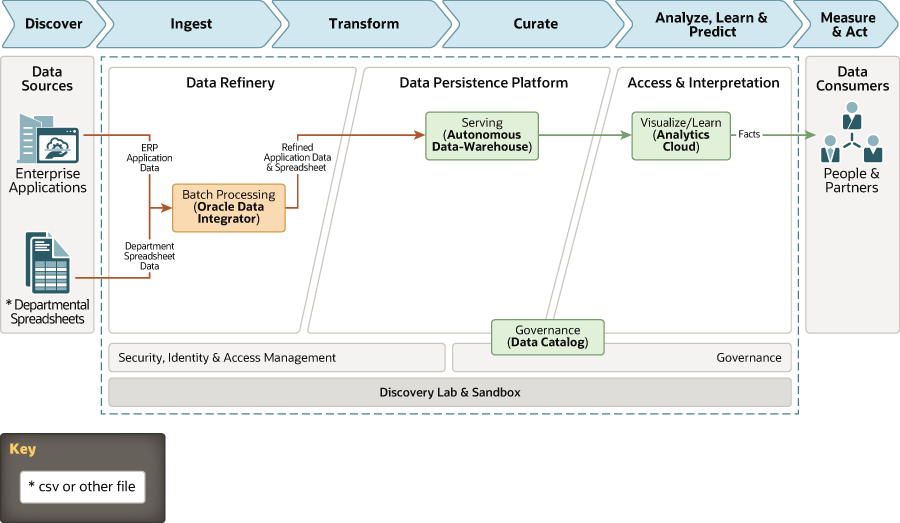 Discover
Ingest
Transform
Curate
Analyze, Learn &
Predict
Measure
& Act
Data
Sources
Data Refinery
Data Persistence Platform
Access & Interpretation
Data
Consumers
Enterprise
Applications
ERP
Application
Data
Batch Processing
(Oracle Data
Integrator)
Department
Spreadsheet
Data
* Departmental
Spreadsheets
Refined
Application Data
& Spreadsheet
Serving
(Autonomous
Data-Warehouse)
Visualize/Learn
(Analytics
Cloud)
Facts
People &
Partners
Governance
(Data Catalog)
Security, Identity & Access Management
Governance
Discovery Lab & Sandbox
Key
* csv or other file